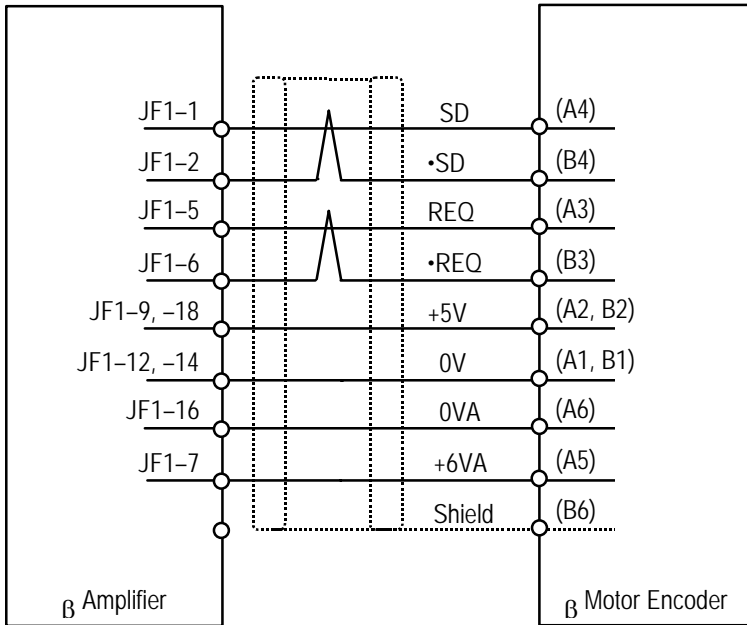 JF1–1 SD (A4)
JF1–2 •SD (B4)
JF1–5 REQ (A3)
JF1–6 •REQ (B3)
JF1–9, –18 +5V (A2, B2)
JF1–12, –14 0V (A1, B1)
JF1–16 0VA (A6)
JF1–7 +6VA (A5)
Shield (B6)
β Amplifier β Motor Encoder